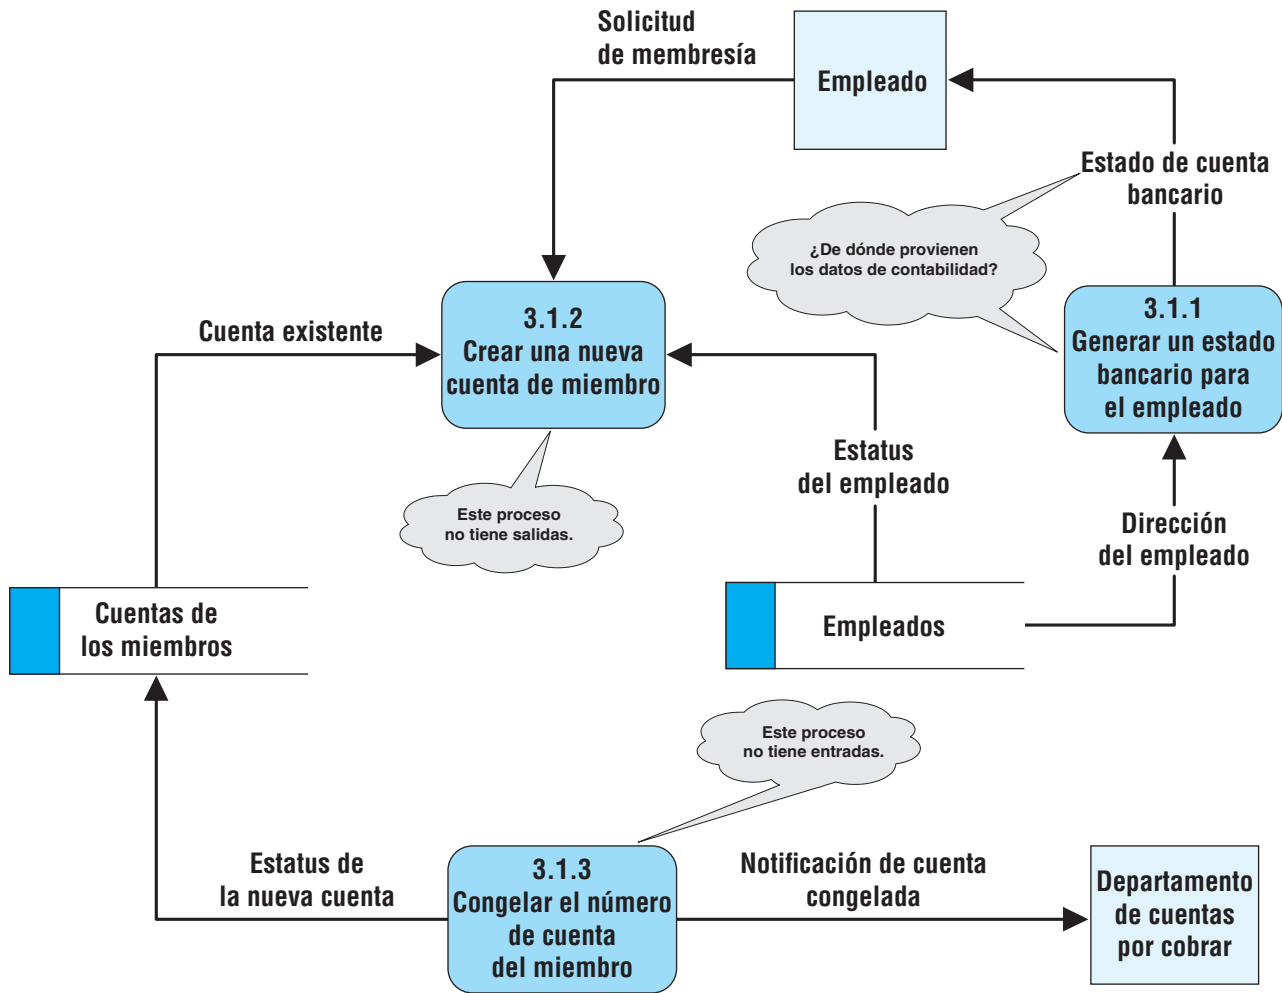 Solicitud
de membresía
Empleado
Estado de cuenta
bancario
¿De dónde provienen
los datos de contabilidad?
3.1.2
Crear una nueva
cuenta de miembro
Cuenta existente
3.1.1
Generar un estado
bancario para
el empleado
Estatus
del empleado
Este proceso
no tiene salidas.
Dirección
del empleado
Cuentas de
los miembros
Empleados
Este proceso
no tiene entradas.
Estatus de
la nueva cuenta
3.1.3
Congelar el número
de cuenta
del miembro
Notificación de cuenta
congelada
Departamento
de cuentas
por cobrar